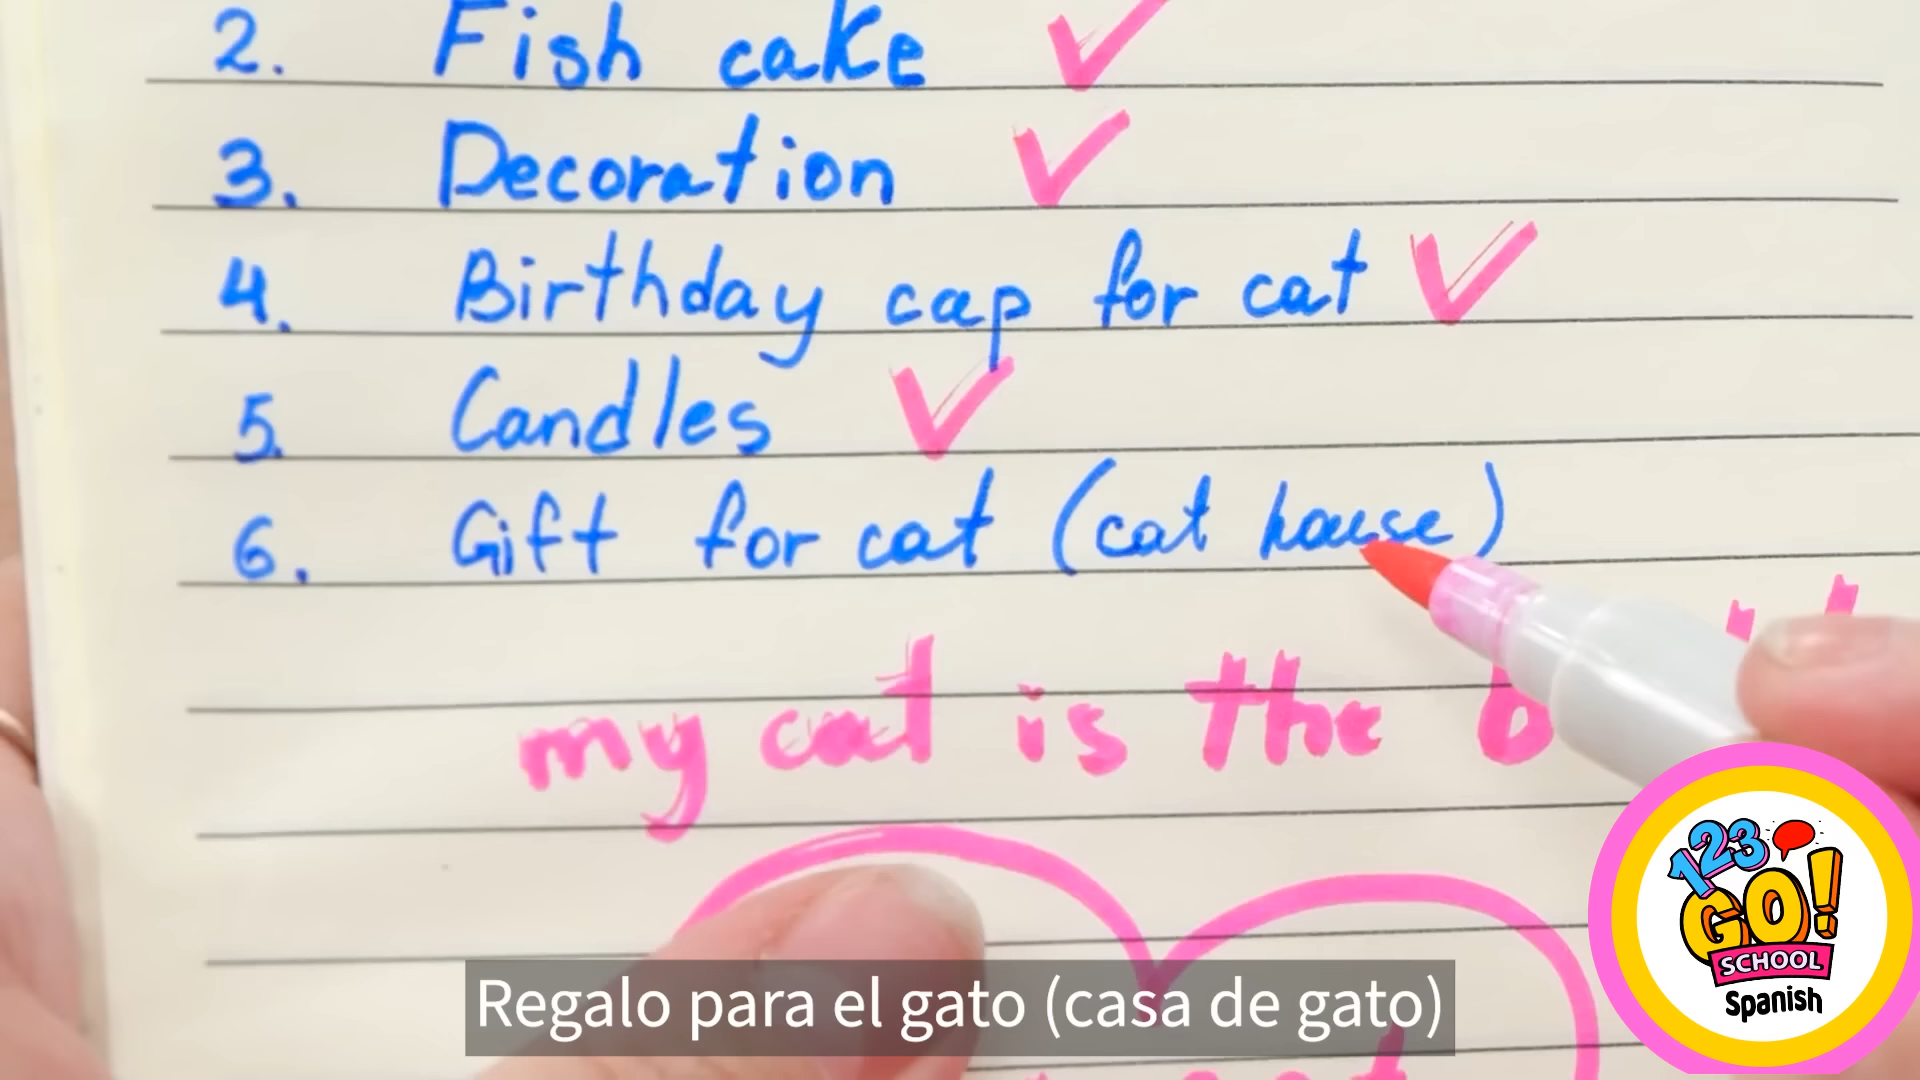 2. Fish cake
3. Decoration
4. Birthday cap for cat
5. Candles
6. Gift for cat (cat house)
my cat is the
Regalo para el gato (casa de gato)
123
GO!
SCHOOL
Spanish